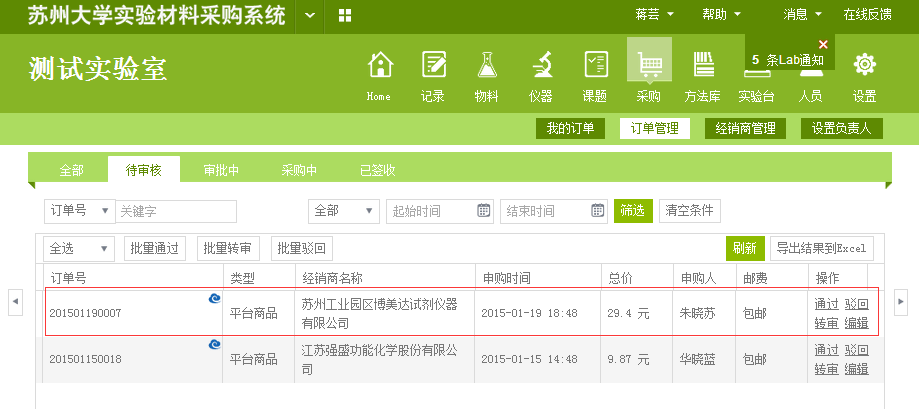 苏州大学实验材料采购系统
蒋芸 帮助 消息 在线反馈
测试实验室
5 条Lab通知
Home 记录 物料 仪器 课题 采购 方法库 实验台 人员 设置
我的订单 订单管理 经销商管理 设置负责人
全部 待审核 审批中 采购中 已签收
订单号 关键字 全部 起始时间 结束时间 筛选 清空条件
全选 批量通过 批量转审 批量驳回 刷新 导出结果到Excel
订单号 类型 经销商名称 申购时间 总价 申购人 邮费 操作
201501190007 平台商品 苏州工业园区博美达试剂仪器 2015-01-19 18:48 29.4 元 朱晓苏 包邮 通过 驳回
有限公司 转审 编辑
201501150018 平台商品 江苏强盛功能化学股份有限公 2015-01-15 14:48 9.87 元 华晓蓝 包邮 通过 驳回
司 转审 编辑